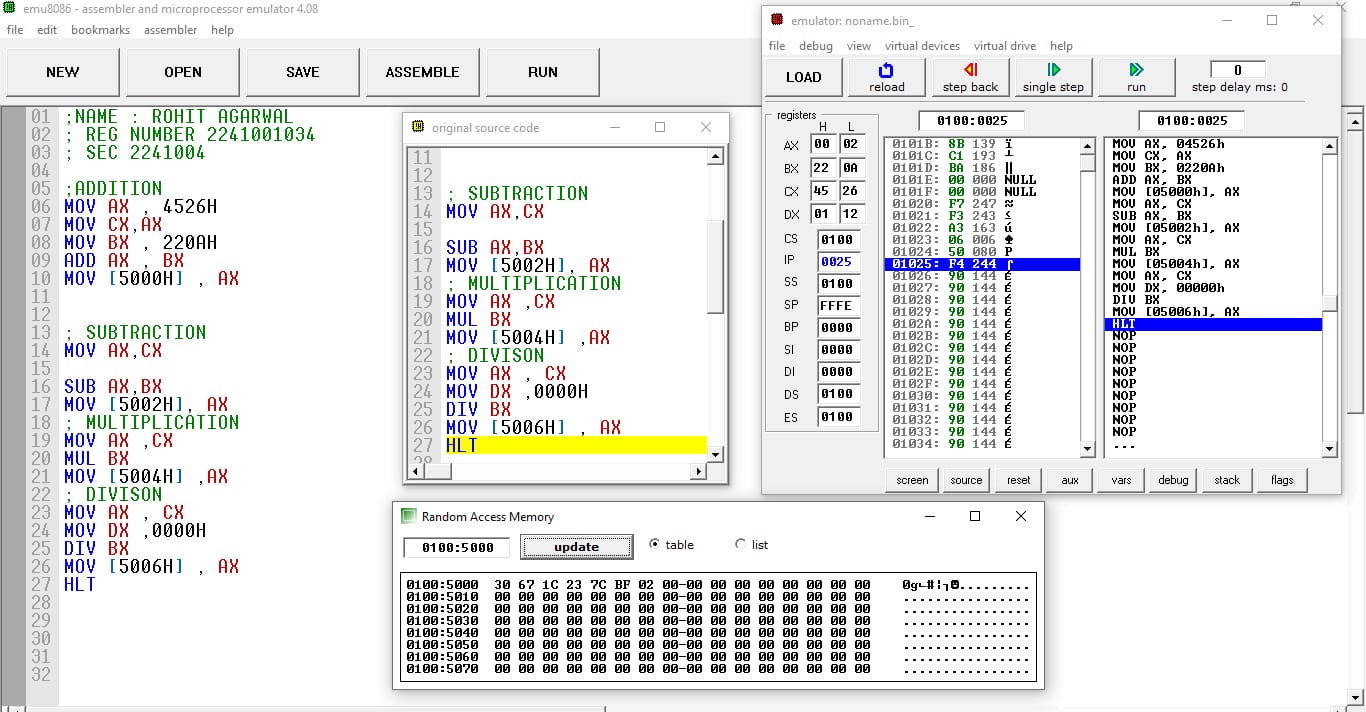 emu8086 - assembler and microprocessor emulator 4.08
file edit bookmarks assembler help
NEW OPEN SAVE ASSEMBLE RUN
01 ;NAME : ROHIT AGARWAL
02 ; REG NUMBER 2241001034
03 ; SEC 2241004
04
05 ;ADDITION
06 MOV AX , 4526H
07 MOV CX,AX
08 MOV BX , 220AH
09 ADD AX , BX
10 MOV [5000H] , AX
11
12
13 ; SUBTRACTION
14 MOV AX,CX
15
16 SUB AX,BX
17 MOV [5002H], AX
18 ; MULTIPLICATION
19 MOV AX ,CX
20 MUL BX
21 MOV [5004H] ,AX
22 ; DIVISON
23 MOV AX , CX
24 MOV DX ,0000H
25 DIV BX
26 MOV [5006H] , AX
27 HLT
28
29
30
31
32
original source code
11
12
13 ; SUBTRACTION
14 MOV AX,CX
15
16 SUB AX,BX
17 MOV [5002H], AX
18 ; MULTIPLICATION
19 MOV AX ,CX
20 MUL BX
21 MOV [5004H] ,AX
22 ; DIVISON
23 MOV AX , CX
24 MOV DX ,0000H
25 DIV BX
26 MOV [5006H] , AX
27 HLT
emulator: noname.bin_
file debug view virtual devices virtual drive help
LOAD reload step back single step run 0
step delay ms: 0
registers
H L
AX 00 02
BX 22 0A
CX 45 26
DX 01 12
CS 0100
IP 0025
SS 0100
SP FFFE
BP 0000
SI 0000
DI 0000
DS 0100
ES 0100
0100:0025
0101B: 8B 139 ï
0101C: C1 193 ┴
0101D: BA 186 ║
0101E: 00 000 NULL
0101F: 00 000 NULL
01020: F7 247 ≈
01021: F3 243 ≤
01022: A3 163 ú
01023: 06 006 ♠
01024: 50 080 P
01025: F4 244 ⌠
01026: 90 144 É
01027: 90 144 É
01028: 90 144 É
01029: 90 144 É
0102A: 90 144 É
0102B: 90 144 É
0102C: 90 144 É
0102D: 90 144 É
0102E: 90 144 É
0102F: 90 144 É
01030: 90 144 É
01031: 90 144 É
01032: 90 144 É
01033: 90 144 É
01034: 90 144 É
0100:0025
MOV AX, 04526h
MOV CX, AX
MOV BX, 0220Ah
ADD AX, BX
MOV [05000h], AX
MOV AX, CX
SUB AX, BX
MOV [05002h], AX
MOV AX, CX
MUL BX
MOV [05004h], AX
MOV AX, CX
MOV DX, 00000h
DIV BX
MOV [05006h], AX
HLT
NOP
NOP
NOP
NOP
NOP
NOP
NOP
NOP
NOP
...
screen source reset aux vars debug stack flags
Random Access Memory
0100:5000 update table list
0100:5000 30 67 1C 23 7C BF 02 00-00 00 00 00 00 00 00 00 0g∟#¦┐☻.........
0100:5010 00 00 00 00 00 00 00 00-00 00 00 00 00 00 00 00 ................
0100:5020 00 00 00 00 00 00 00 00-00 00 00 00 00 00 00 00 ................
0100:5030 00 00 00 00 00 00 00 00-00 00 00 00 00 00 00 00 ................
0100:5040 00 00 00 00 00 00 00 00-00 00 00 00 00 00 00 00 ................
0100:5050 00 00 00 00 00 00 00 00-00 00 00 00 00 00 00 00 ................
0100:5060 00 00 00 00 00 00 00 00-00 00 00 00 00 00 00 00 ................
0100:5070 00 00 00 00 00 00 00 00-00 00 00 00 00 00 00 00 ................